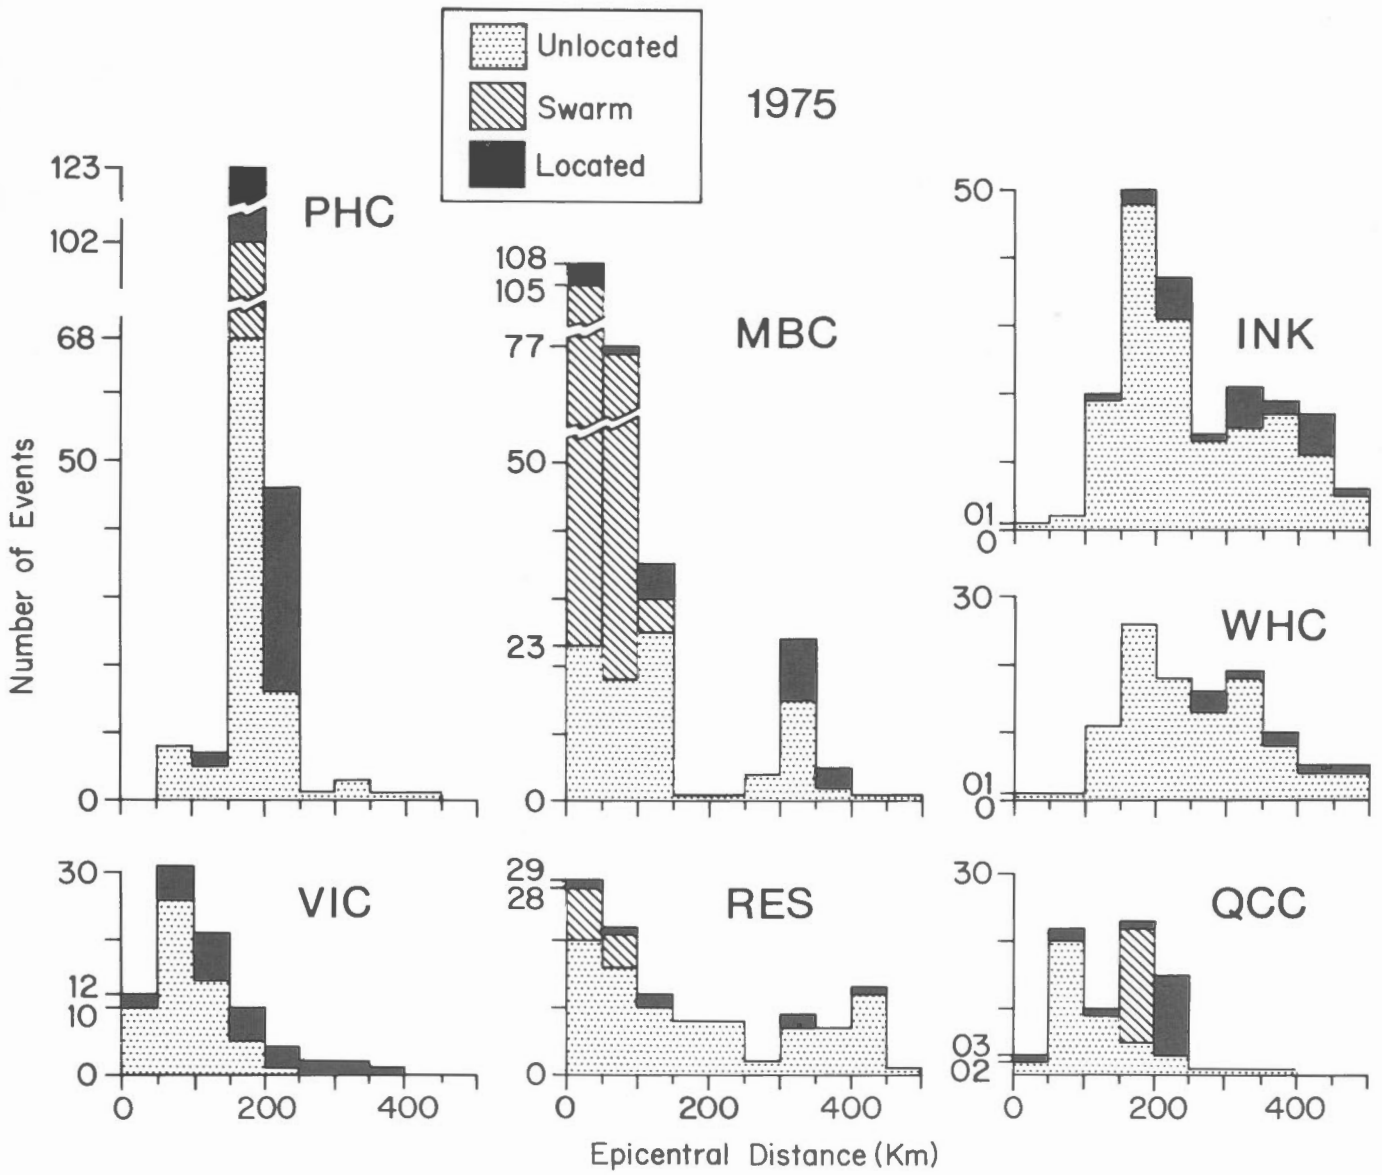 Unlocated
Swarm
Located
1975
Number of Events
PHC
123
102
68
50
0
MBC
108
105
77
50
23
0
INK
50
01
0
WHC
30
01
0
VIC
30
12
10
0
0 200 400
RES
29
28
0
0 200 400
QCC
30
03
02
0 200 400
Epicentral Distance (Km)